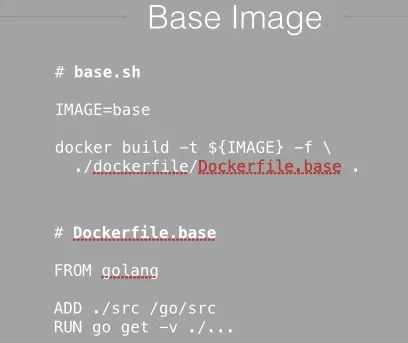 Base Image
# base.sh
IMAGE=base
docker build -t ${IMAGE} -f \
./dockerfile/Dockerfile.base .
# Dockerfile.base
FROM golang
ADD ./src /go/src
RUN go get -v ./...